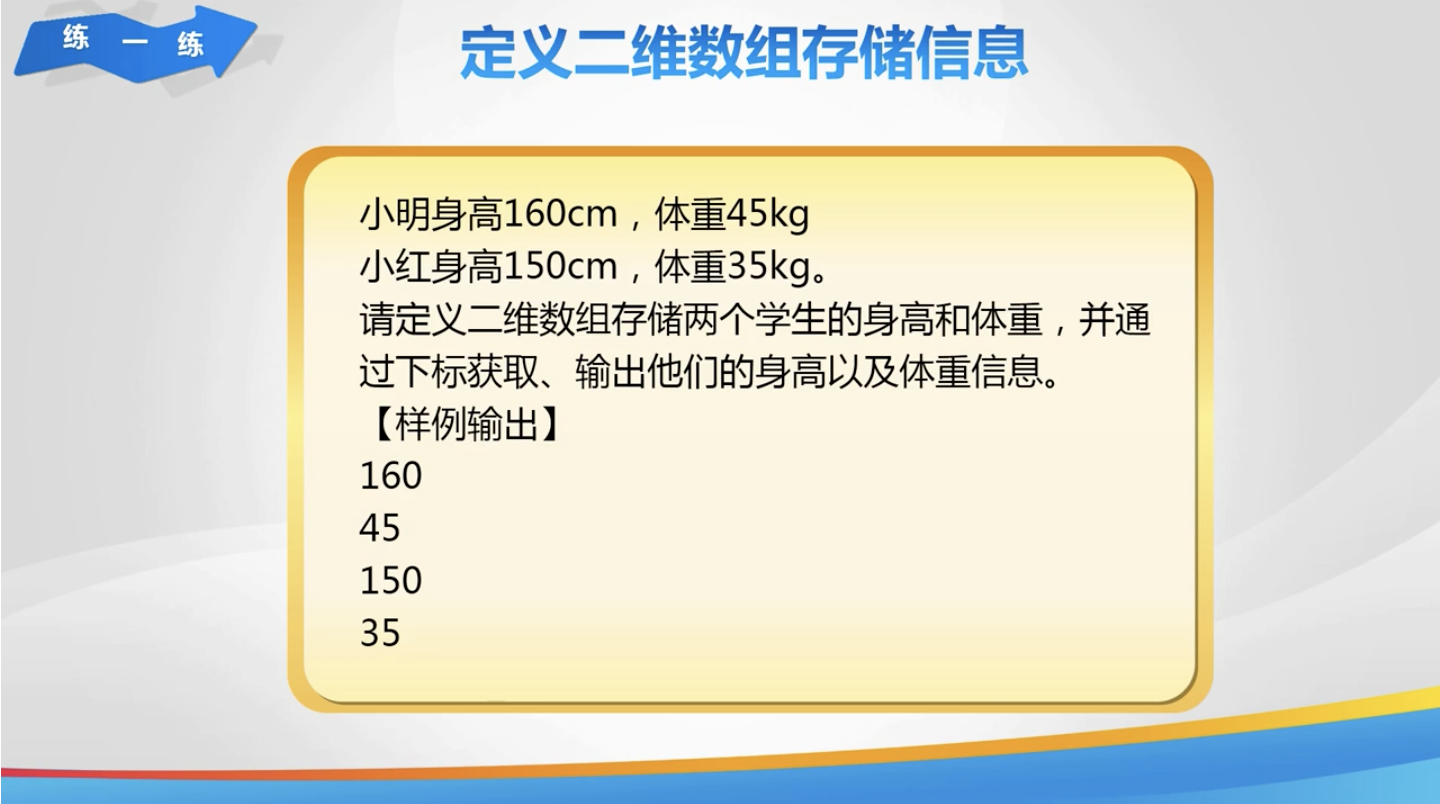 练一练
定义二维数组存储信息
小明身高160cm，体重45kg
小红身高150cm，体重35kg。
请定义二维数组存储两个学生的身高和体重，并通
过下标获取、输出他们的身高以及体重信息。
【样例输出】
160
45
150
35